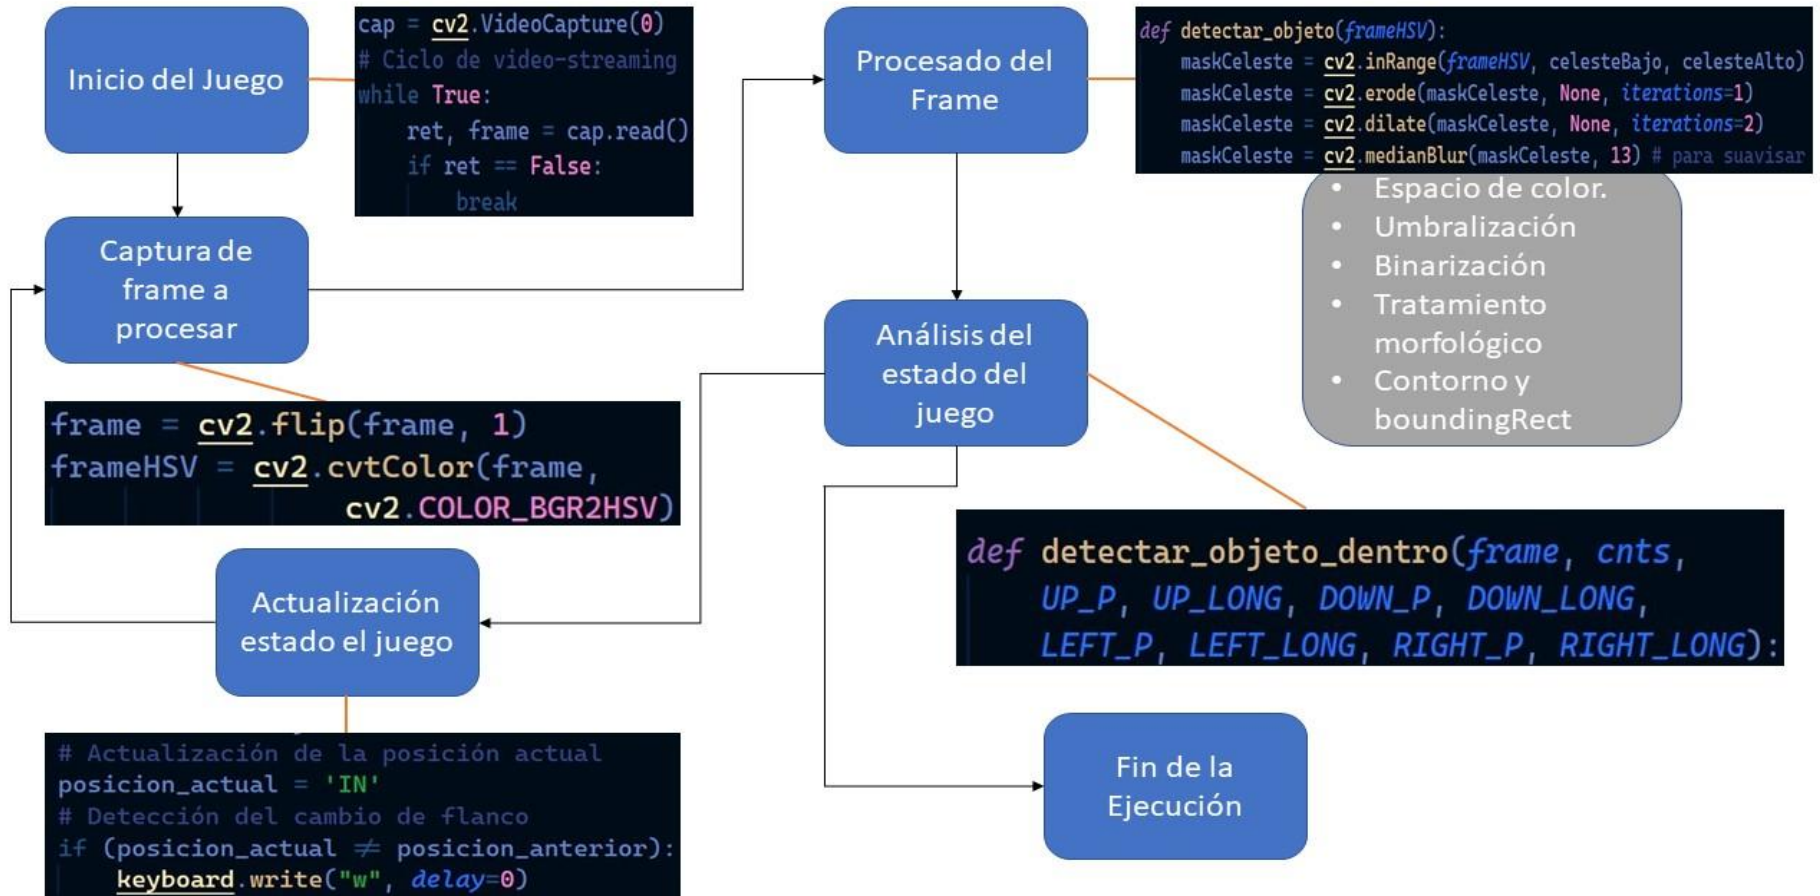 Inicio del Juego
cap = cv2.VideoCapture(0)
# Ciclo de video-streaming
while True:
    ret, frame = cap.read()
    if ret == False:
        break
Captura de
frame a
procesar
frame = cv2.flip(frame, 1)
frameHSV = cv2.cvtColor(frame,
                cv2.COLOR_BGR2HSV)
Procesado del
Frame
def detectar_objeto(frameHSV):
    maskCeleste = cv2.inRange(frameHSV, celesteBajo, celesteAlto)
    maskCeleste = cv2.erode(maskCeleste, None, iterations=1)
    maskCeleste = cv2.dilate(maskCeleste, None, iterations=2)
    maskCeleste = cv2.medianBlur(maskCeleste, 13) # para suavisar
• Espacio de color.
• Umbralización
• Binarización
• Tratamiento
morfológico
• Contorno y
boundingRect
Análisis del
estado del
juego
def detectar_objeto_dentro(frame, cnts,
    UP_P, UP_LONG, DOWN_P, DOWN_LONG,
    LEFT_P, LEFT_LONG, RIGHT_P, RIGHT_LONG):
Actualización
estado el juego
# Actualización de la posición actual
posicion_actual = 'IN'
# Detección del cambio de flanco
if (posicion_actual ≠ posicion_anterior):
    keyboard.write("w", delay=0)
Fin de la
Ejecución